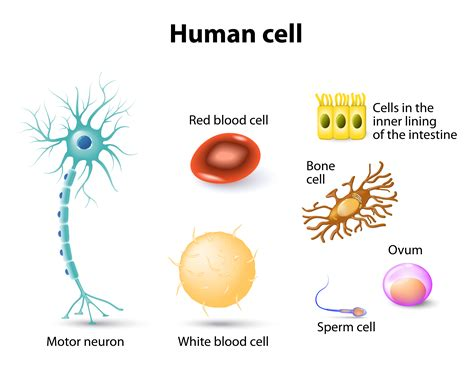 Human cell
Red blood cell
Cells in the
inner lining
of the intestine
Bone
cell
Ovum
Sperm cell
Motor neuron
White blood cell